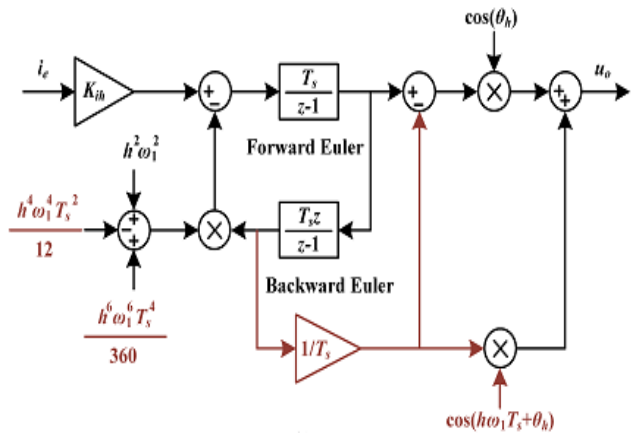 cos(θₕ)
iₑ
Kᵢₕ
+
−
Tₛ
z-1
+
−
×
+
+
uₒ
Forward Euler
h²ω₁²
h⁴ω₁⁴Tₛ²
12
−
+
+
×
Tₛz
z-1
Backward Euler
h⁶ω₁⁶Tₛ⁴
360
1/Tₛ
×
cos(hω₁Tₛ+θₕ)